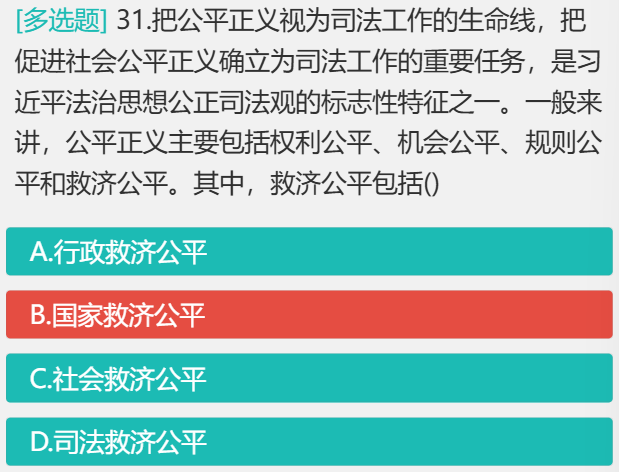 [多选题] 31.把公平正义视为司法工作的生命线，把
促进社会公平正义确立为司法工作的重要任务，是习
近平法治思想公正司法观的标志性特征之一。一般来
讲，公平正义主要包括权利公平、机会公平、规则公
平和救济公平。其中，救济公平包括()
A.行政救济公平
B.国家救济公平
C.社会救济公平
D.司法救济公平